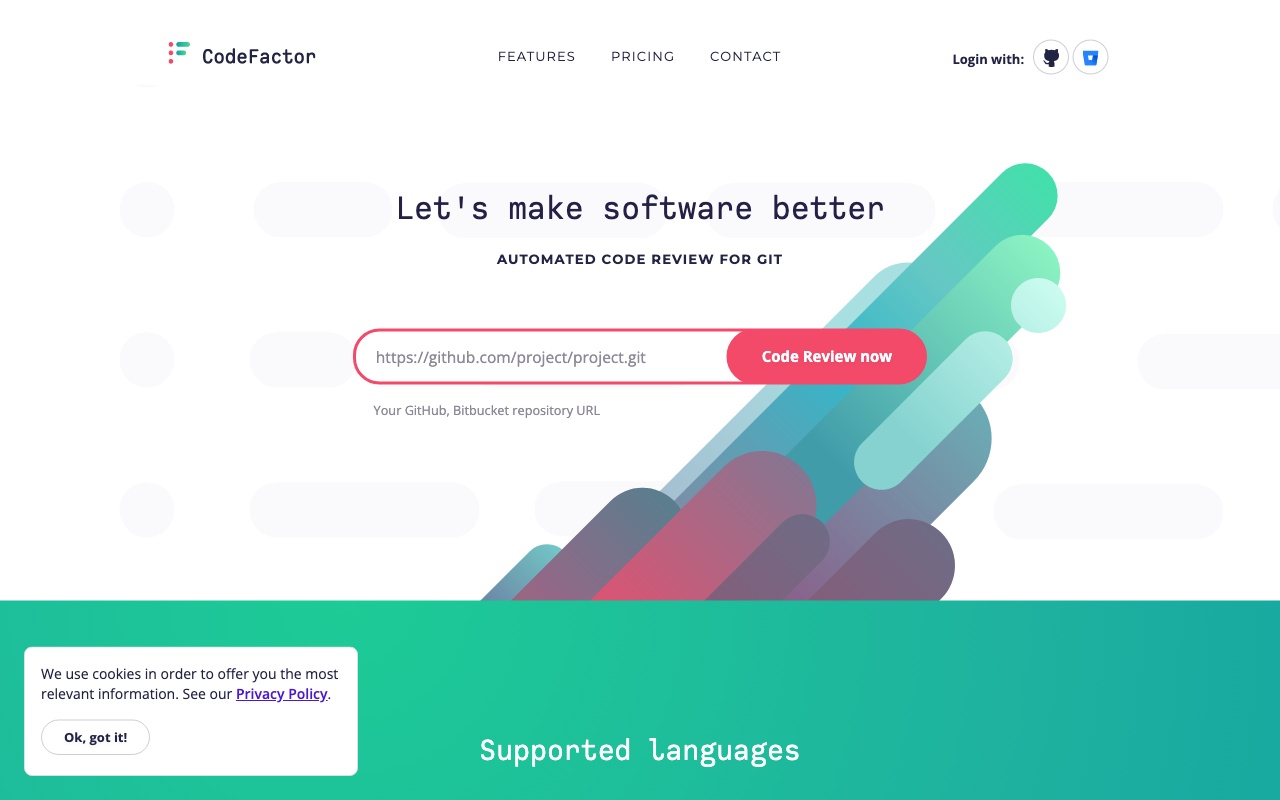 CodeFactor
FEATURES
PRICING
CONTACT
Login with:
Let's make software better
AUTOMATED CODE REVIEW FOR GIT
https://github.com/project/project.git
Code Review now
Your GitHub, Bitbucket repository URL
We use cookies in order to offer you the most
relevant information. See our Privacy Policy.
Ok, got it!
Supported languages